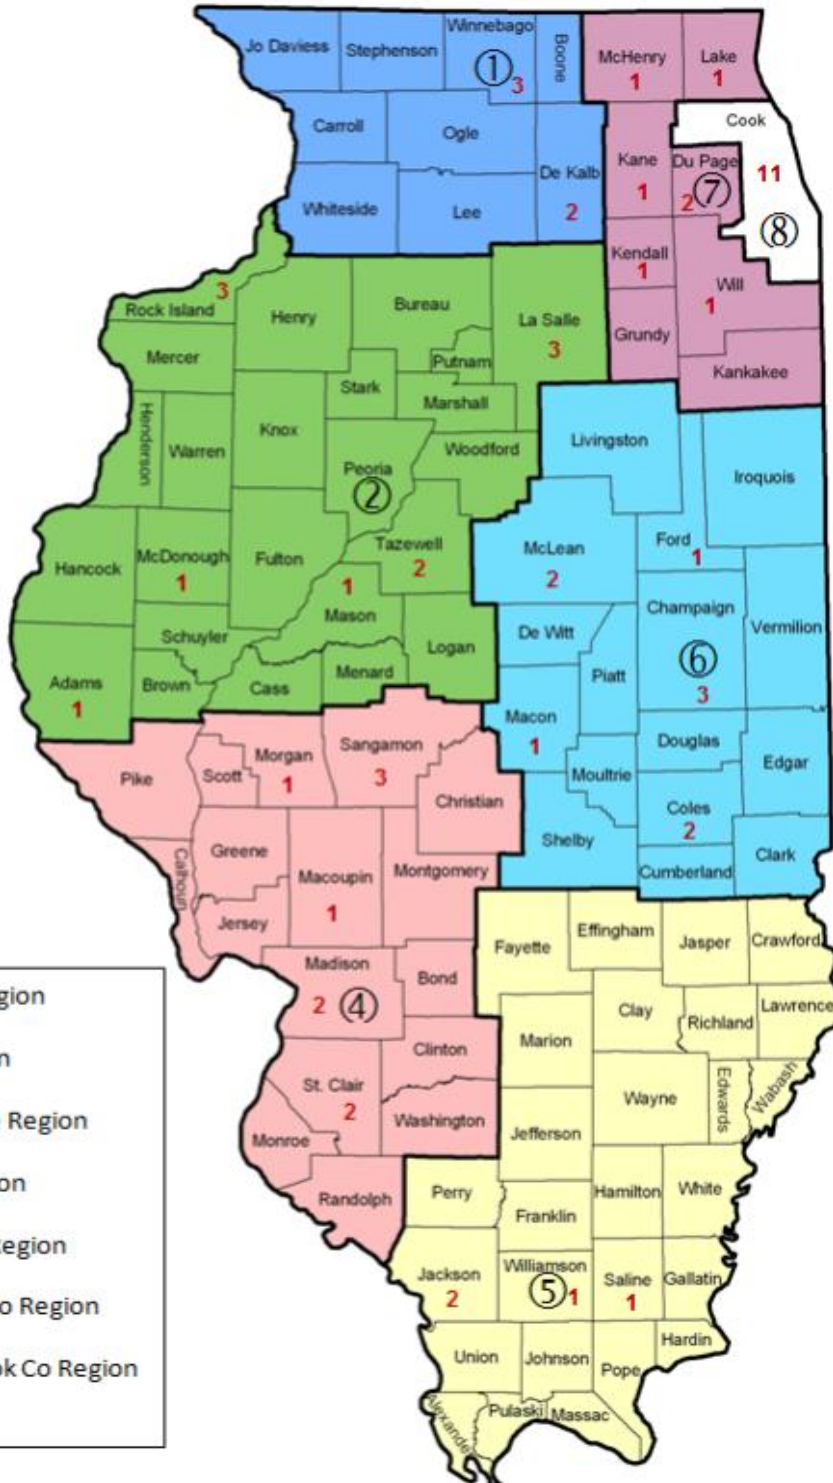 Jo Daviess
Stephenson
Winnebago
① 3
Boone
McHenry
1
Lake
1
Carroll
Ogle
De Kalb
2
Whiteside
Lee
Cook
11
⑧
Kane
1
Du Page
2 ⑦
Kendall
1
Will
1
Grundy
Kankakee
3
Rock Island
Henry
Bureau
La Salle
3
Mercer
Putnam
Stark
Marshall
Henderson
Warren
Knox
Peoria
②
Woodford
Hancock
McDonough
1
Fulton
Tazewell
2
1
Mason
Schuyler
Logan
Adams
1
Brown
Cass
Menard
Livingston
Iroquois
McLean
2
Ford
1
Champaign
⑥
3
Vermilion
De Witt
Piatt
Macon
1
Douglas
Edgar
Moultrie
Coles
2
Shelby
Cumberland
Clark
Pike
Scott
Morgan
1
Sangamon
3
Christian
Calhoun
Greene
Macoupin
1
Montgomery
Jersey
Madison
2 ④
Bond
Clinton
St. Clair
2
Washington
Monroe
Randolph
Fayette
Effingham
Jasper
Crawford
Clay
Richland
Lawrence
Marion
Wayne
Edwards
Wabash
Jefferson
Perry
Franklin
Hamilton
White
Jackson
2
Williamson
⑤ 1
Saline
1
Gallatin
Union
Johnson
Pope
Hardin
Alexande
Pulaski
Massac
Region
Region
Co Region